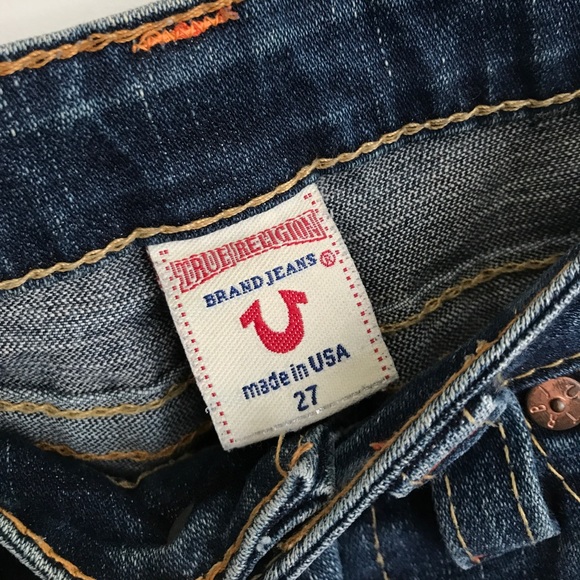 TRUE RELIGION
BRAND JEANS ®
made in USA
27